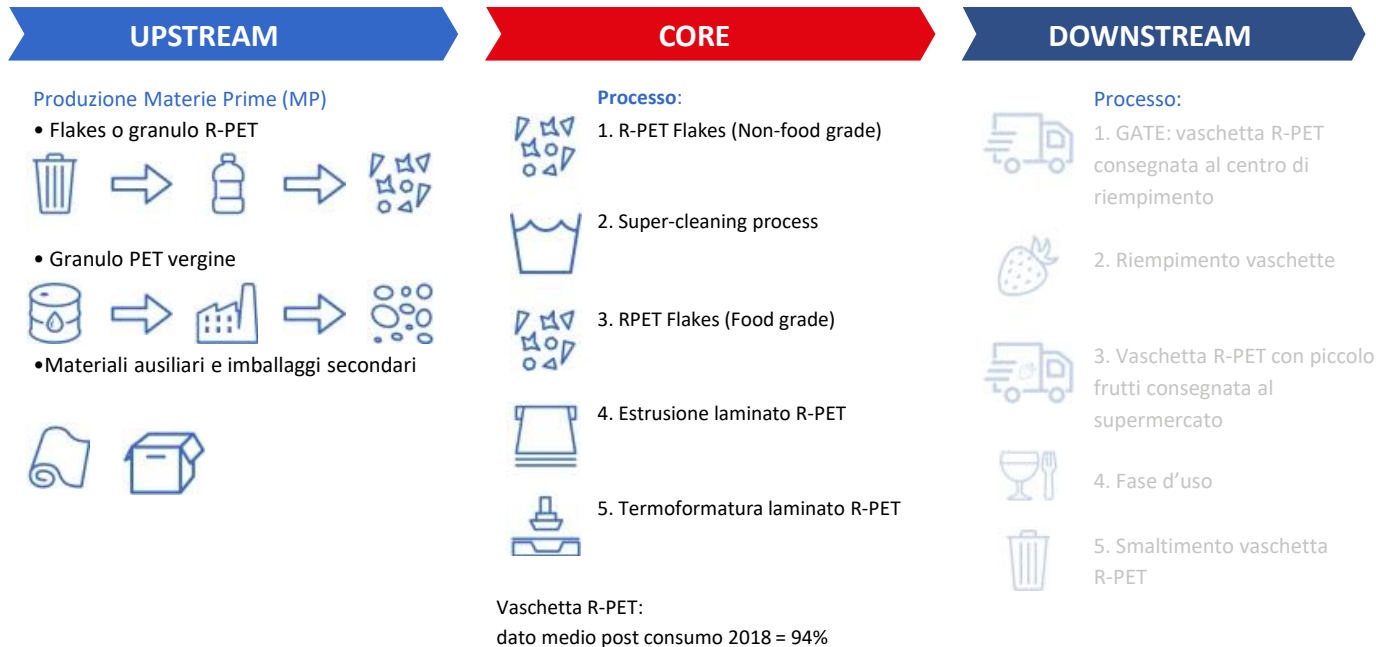 UPSTREAM
Produzione Materie Prime (MP)
• Flakes o granulo R-PET
• Granulo PET vergine
•Materiali ausiliari e imballaggi secondari
CORE
Processo:
1. R-PET Flakes (Non-food grade)
2. Super-cleaning process
3. RPET Flakes (Food grade)
4. Estrusione laminato R-PET
5. Termoformatura laminato R-PET
Vaschetta R-PET:
dato medio post consumo 2018 = 94%
DOWNSTREAM
Processo:
1. GATE: vaschetta R-PET
consegnata al centro di
riempimento
2. Riempimento vaschette
3. Vaschetta R-PET con piccolo
frutti consegnata al
supermercato
4. Fase d’uso
5. Smaltimento vaschetta
R-PET